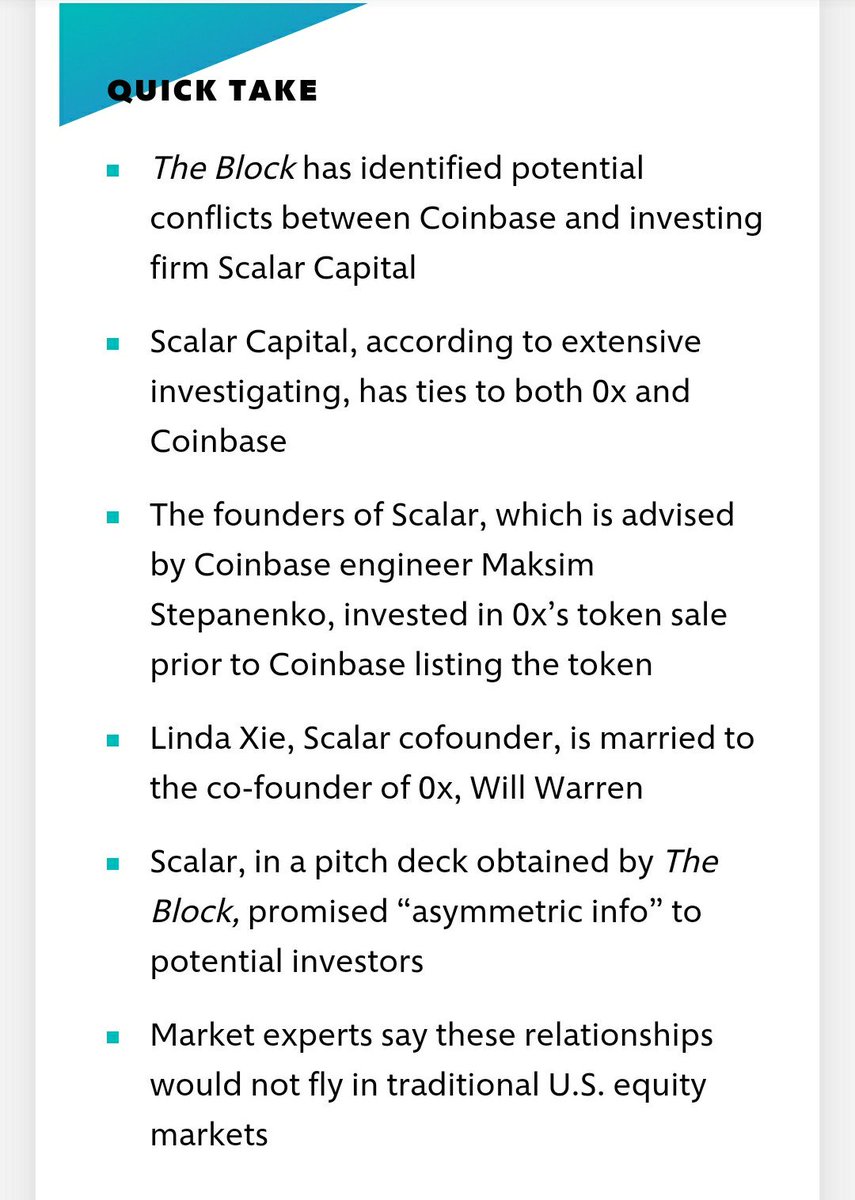 QUICK TAKE
The Block has identified potential
conflicts between Coinbase and investing
firm Scalar Capital
Scalar Capital, according to extensive
investigating, has ties to both 0x and
Coinbase
The founders of Scalar, which is advised
by Coinbase engineer Maksim
Stepanenko, invested in 0x’s token sale
prior to Coinbase listing the token
Linda Xie, Scalar cofounder, is married to
the co-founder of 0x, Will Warren
Scalar, in a pitch deck obtained by The
Block, promised “asymmetric info” to
potential investors
Market experts say these relationships
would not fly in traditional U.S. equity
markets